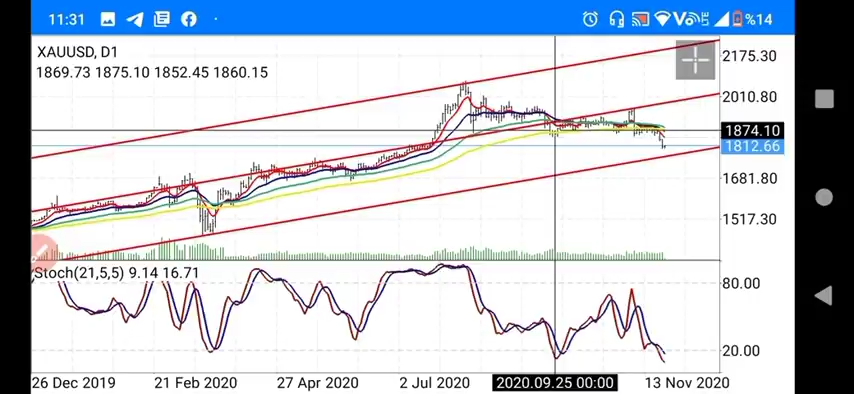 11:31
LTE
%14
XAUUSD, D1
1869.73 1875.10 1852.45 1860.15
2175.30
2010.80
1874.10
1812.66
1681.80
1517.30
Stoch(21,5,5) 9.14 16.71
80.00
20.00
26 Dec 2019
21 Feb 2020
27 Apr 2020
2 Jul 2020
2020.09.25 00:00
13 Nov 2020